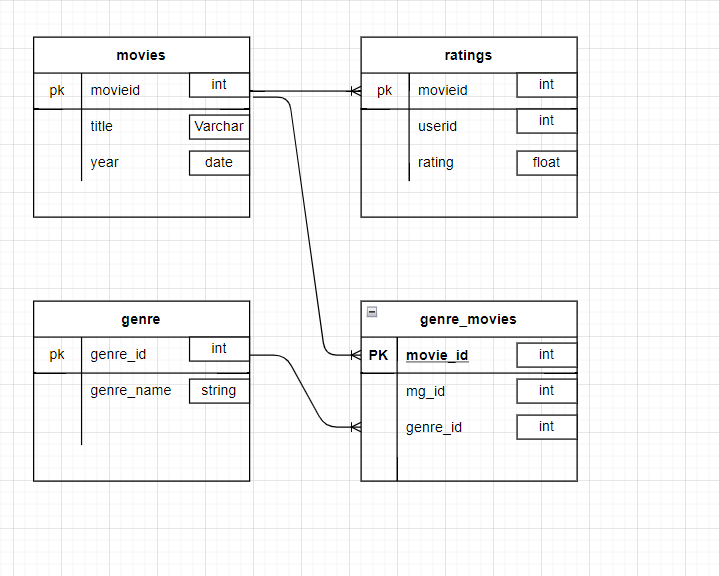 movies
pk movieid int
title Varchar
year date
ratings
pk movieid int
userid int
rating float
genre
pk genre_id int
genre_name string
genre_movies
PK movie_id int
mg_id int
genre_id int